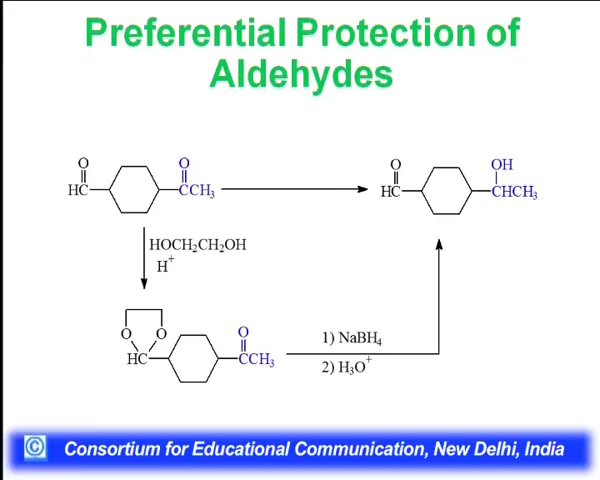 Preferential Protection of
Aldehydes
O
HC
O
CCH₃
O
HC
OH
CHCH₃
HOCH₂CH₂OH
H⁺
O O
HC
O
CCH₃
1) NaBH₄
2) H₃O⁺
© Consortium for Educational Communication, New Delhi, India